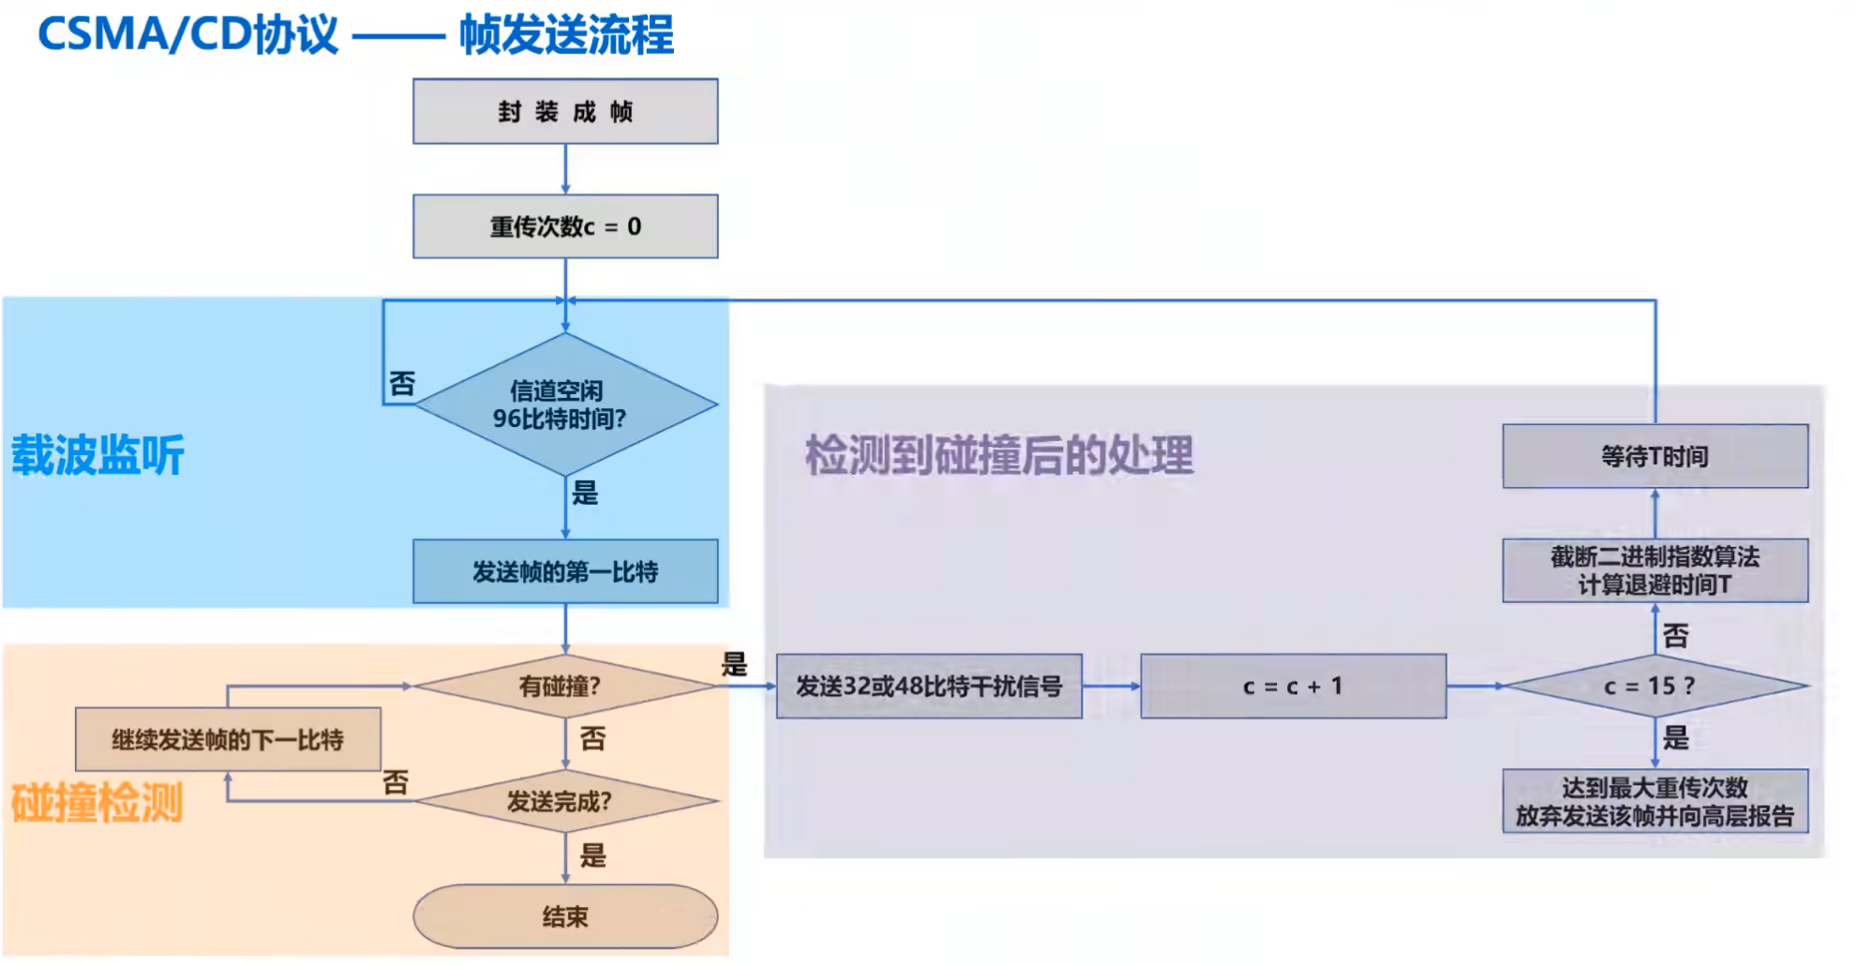 CSMA/CD协议 —— 帧发送流程
封装成帧
重传次数c = 0
载波监听
否
信道空闲
96比特时间?
是
发送帧的第一比特
碰撞检测
有碰撞?
是
否
继续发送帧的下一比特
否
发送完成?
是
结束
检测到碰撞后的处理
发送32或48比特干扰信号
c = c + 1
c = 15 ?
否
截断二进制指数算法
计算退避时间T
等待T时间
是
达到最大重传次数
放弃发送该帧并向高层报告